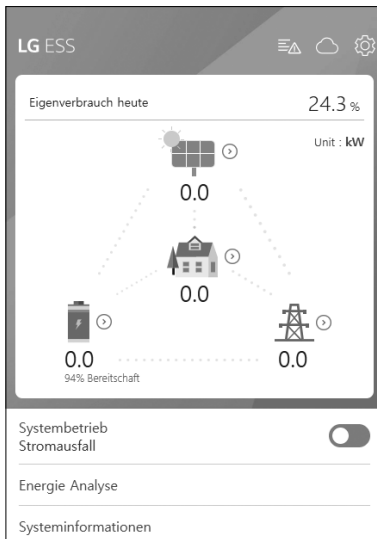 LG ESS
Eigenverbrauch heute 24.3 %
Unit : kW
0.0
0.0
0.0 0.0
94% Bereitschaft
Systembetrieb
Stromausfall
Energie Analyse
Systeminformationen